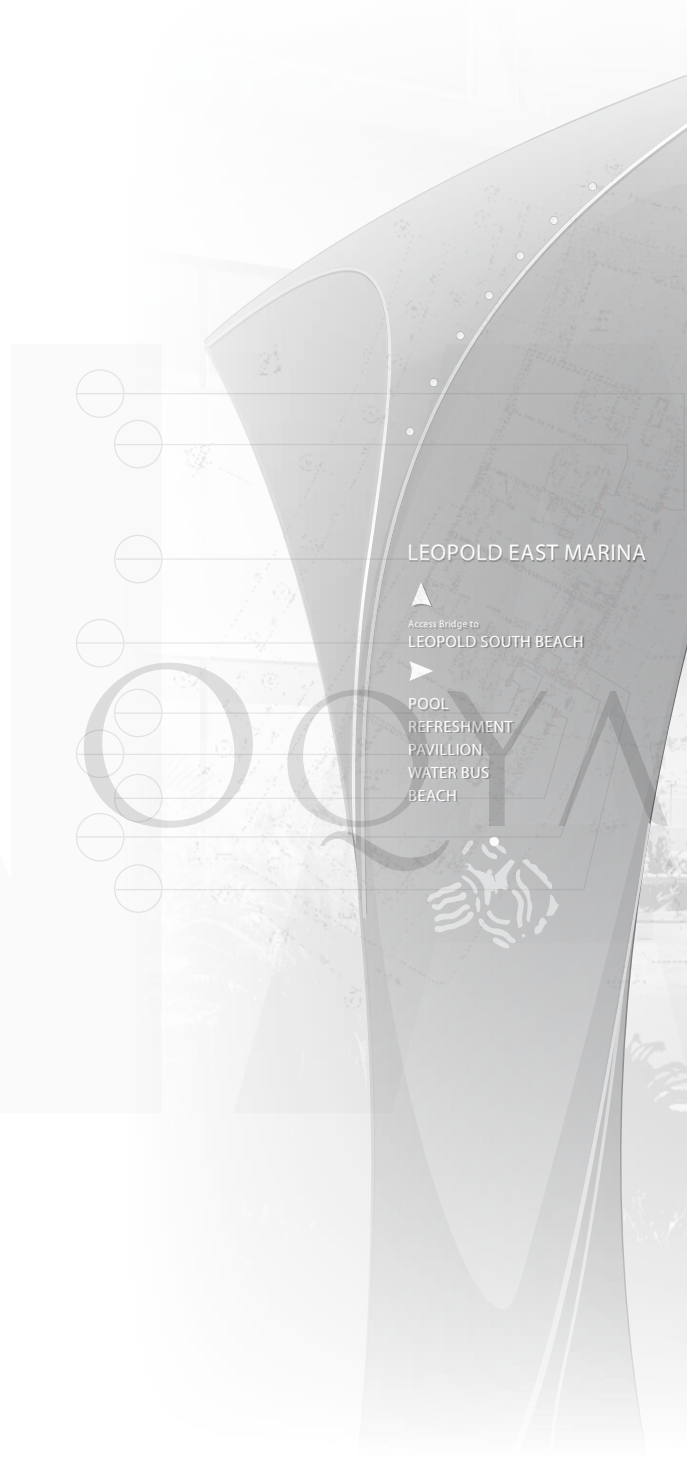 LEOPOLD EAST MARINA
Access Bridge to
LEOPOLD SOUTH BEACH
POOL
REFRESHMENT
PAVILLION
WATER BUS
BEACH
OQYA